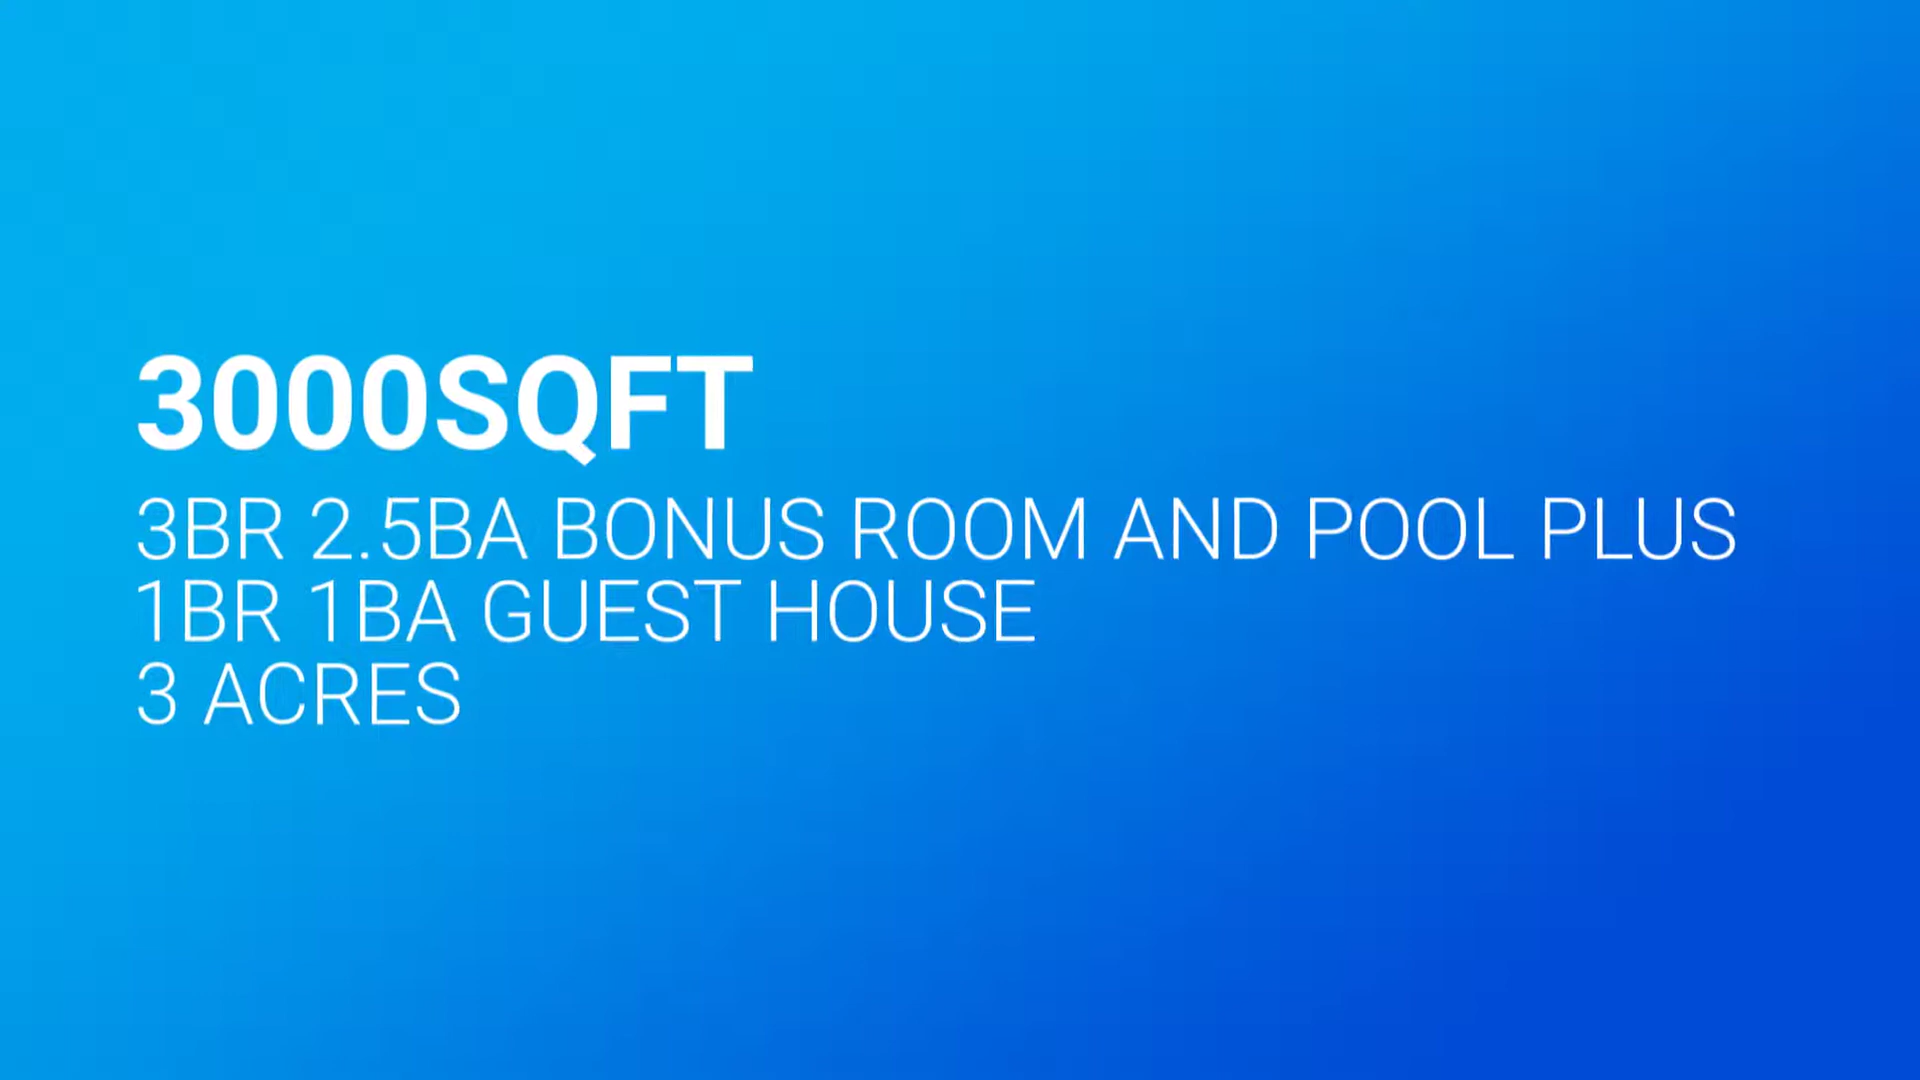 3000SQFT
3BR 2.5BA BONUS ROOM AND POOL PLUS
1BR 1BA GUEST HOUSE
3 ACRES